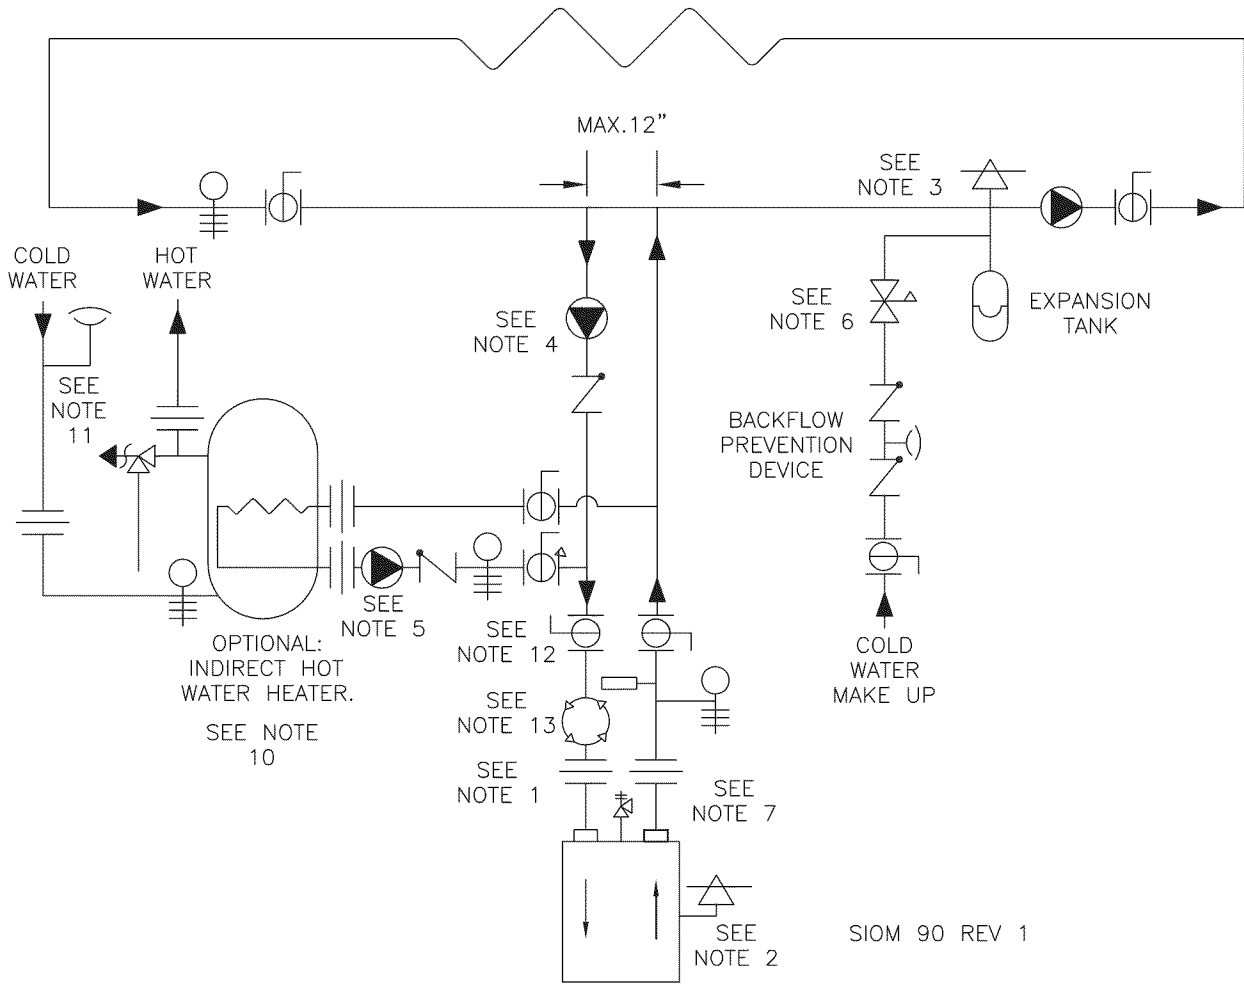 MAX.12"
SEE
NOTE 3
COLD
WATER
HOT
WATER
SEE
NOTE 4
SEE
NOTE 6
EXPANSION
TANK
SEE
NOTE
11
BACKFLOW
PREVENTION
DEVICE
SEE
NOTE 5
OPTIONAL:
INDIRECT HOT
WATER HEATER.
SEE NOTE
10
SEE
NOTE 12
COLD
WATER
MAKE UP
SEE
NOTE 13
SEE
NOTE 1
SEE
NOTE 7
SEE
NOTE 2
SIOM 90 REV 1